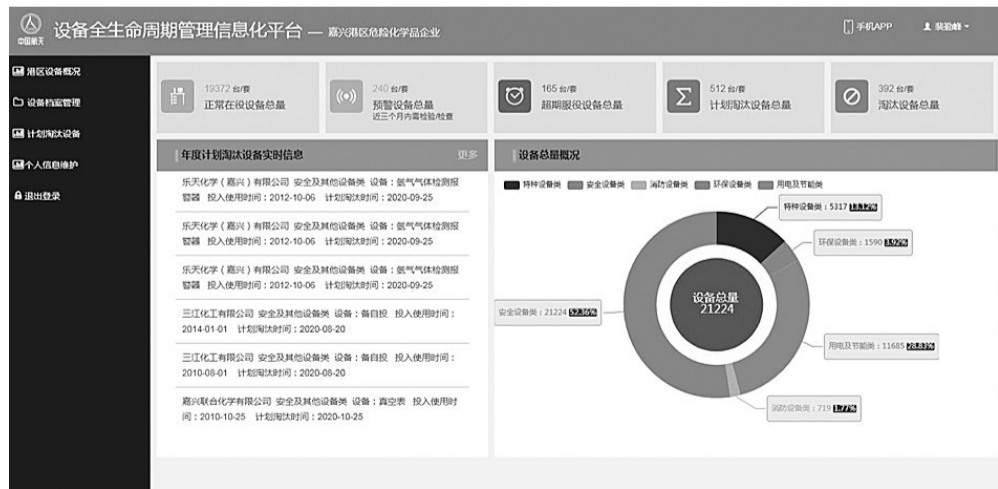 中国航天
设备全生命周期管理信息化平台 — 嘉兴港区危险化学品企业
手机APP
港区设备概况
设备档案管理
计划淘汰设备
个人信息维护
退出登录
19372 台/套
正常在役设备总量
240 台/套
预警设备总量
近三个月内需检验/检查
165 台/套
超期服役设备总量
512 台/套
计划淘汰设备总量
392 台/套
淘汰设备总量
年度计划淘汰设备实时信息 更多
乐天化学(嘉兴)有限公司 安全及其他设备类 设备:氨气气体检测报
警器 投入使用时间:2012-10-06 计划淘汰时间:2020-09-25
乐天化学(嘉兴)有限公司 安全及其他设备类 设备:氨气气体检测报
警器 投入使用时间:2012-10-06 计划淘汰时间:2020-09-25
乐天化学(嘉兴)有限公司 安全及其他设备类 设备:氨气气体检测报
警器 投入使用时间:2012-10-06 计划淘汰时间:2020-09-25
三江化工有限公司 安全及其他设备类 设备:备自投 投入使用时间:
2014-01-01 计划淘汰时间:2020-08-20
三江化工有限公司 安全及其他设备类 设备:备自投 投入使用时间:
2010-08-01 计划淘汰时间:2020-08-20
嘉兴联合化学有限公司 安全及其他设备类 设备:真空表 投入使用时
间:2010-10-25 计划淘汰时间:2020-10-25
设备总量概况
特种设备类 安全设备类 消防设备类 环保设备类 用电及节能类
特种设备类:5317 13.12%
环保设备类:1590 3.92%
设备总量
21224
安全设备类:21224 52.36%
用电及节能类:11685 28.83%
消防设备类:719 1.77%